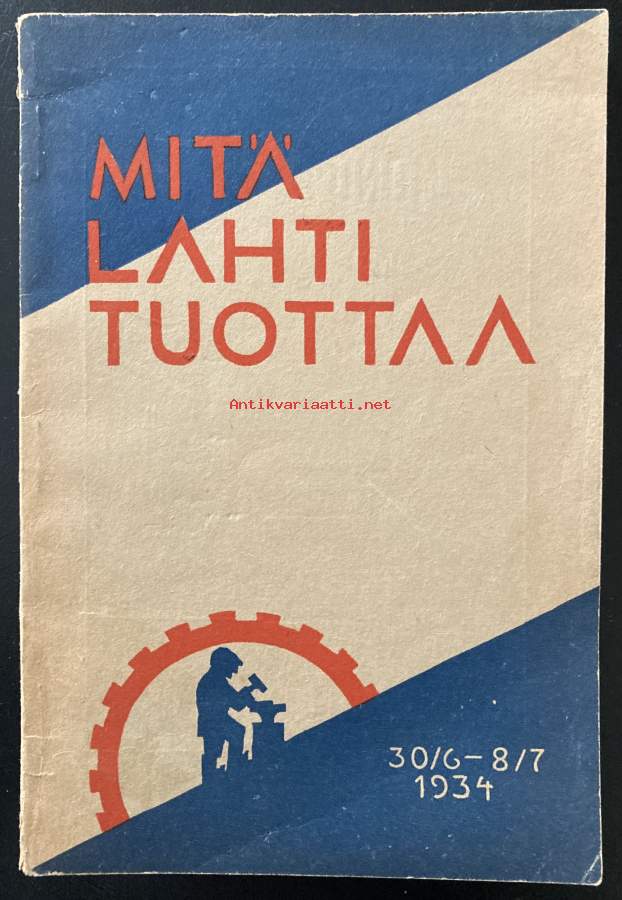 MITÄ
LAHTI
TUOTTAA
Antikvariaatti.net
30/6–8/7
1934